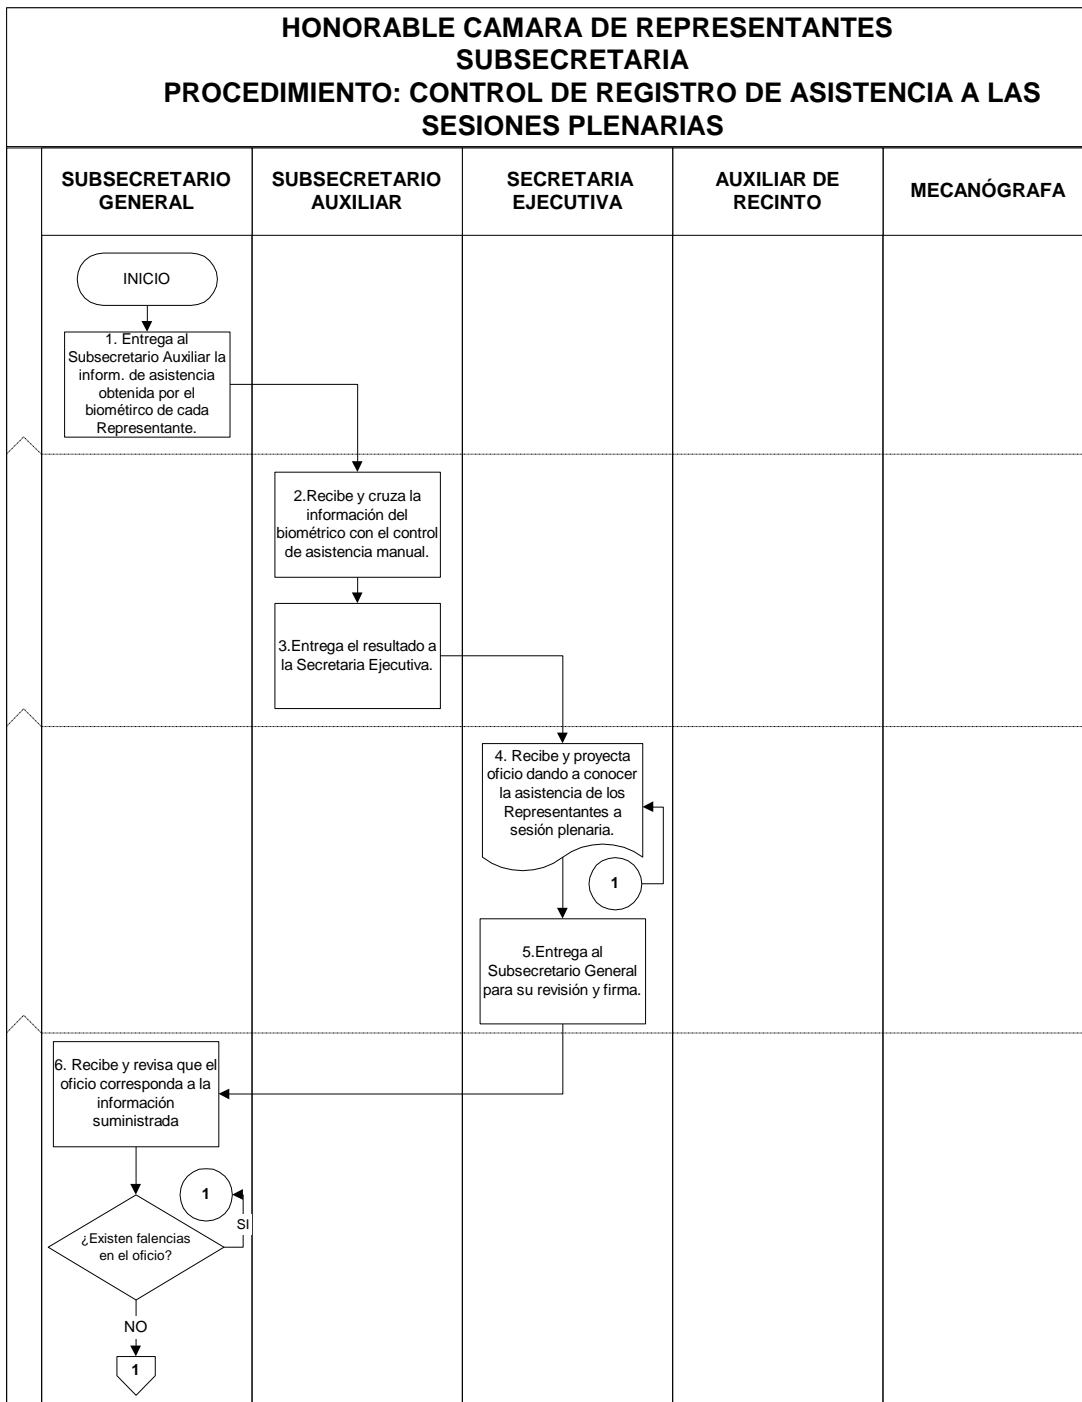 HONORABLE CAMARA DE REPRESENTANTES
SUBSECRETARIA
PROCEDIMIENTO: CONTROL DE REGISTRO DE ASISTENCIA A LAS
SESIONES PLENARIAS
SUBSECRETARIO
GENERAL
SUBSECRETARIO
AUXILIAR
SECRETARIA
EJECUTIVA
AUXILIAR DE
RECINTO
MECANÓGRAFA
INICIO
1. Entrega al
Subsecretario Auxiliar la
inform. de asistencia
obtenida por el
biométirco de cada
Representante.
2.Recibe y cruza la
información del
biométrico con el control
de asistencia manual.
3.Entrega el resultado a
la Secretaria Ejecutiva.
4. Recibe y proyecta
oficio dando a conocer
la asistencia de los
Representantes a
sesión plenaria.
1
5.Entrega al
Subsecretario General
para su revisión y firma.
6. Recibe y revisa que el
oficio corresponda a la
información
suministrada
1
SI
¿Existen falencias
en el oficio?
NO
1